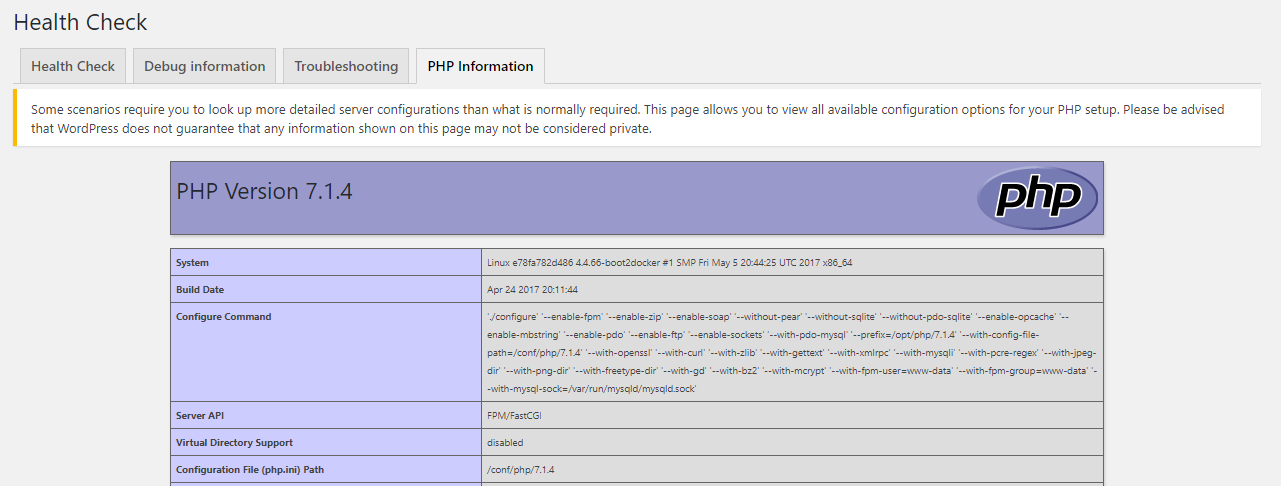 Health Check
Health Check Debug information Troubleshooting PHP Information
Some scenarios require you to look up more detailed server configurations than what is normally required. This page allows you to view all available configuration options for your PHP setup. Please be advised
that WordPress does not guarantee that any information shown on this page may not be considered private.
PHP Version 7.1.4 php
System Linux e78fa782d486 4.4.66-boot2docker #1 SMP Fri May 5 20:44:25 UTC 2017 x86_64
Build Date Apr 24 2017 20:11:44
Configure Command './configure' '--enable-fpm' '--enable-zip' '--enable-soap' '--without-pear' '--without-sqlite' '--without-pdo-sqlite' '--enable-opcache' '--
enable-mbstring' '--enable-pdo' '--enable-ftp' '--enable-sockets' '--with-pdo-mysql' '--prefix=/opt/php/7.1.4' '--with-config-file-
path=/conf/php/7.1.4' '--with-openssl' '--with-curl' '--with-zlib' '--with-gettext' '--with-xmlrpc' '--with-mysqli' '--with-pcre-regex' '--with-jpeg-
dir' '--with-png-dir' '--with-freetype-dir' '--with-gd' '--with-bz2' '--with-mcrypt' '--with-fpm-user=www-data' '--with-fpm-group=www-data' '-
-with-mysql-sock=/var/run/mysqld/mysqld.sock'
Server API FPM/FastCGI
Virtual Directory Support disabled
Configuration File (php.ini) Path /conf/php/7.1.4